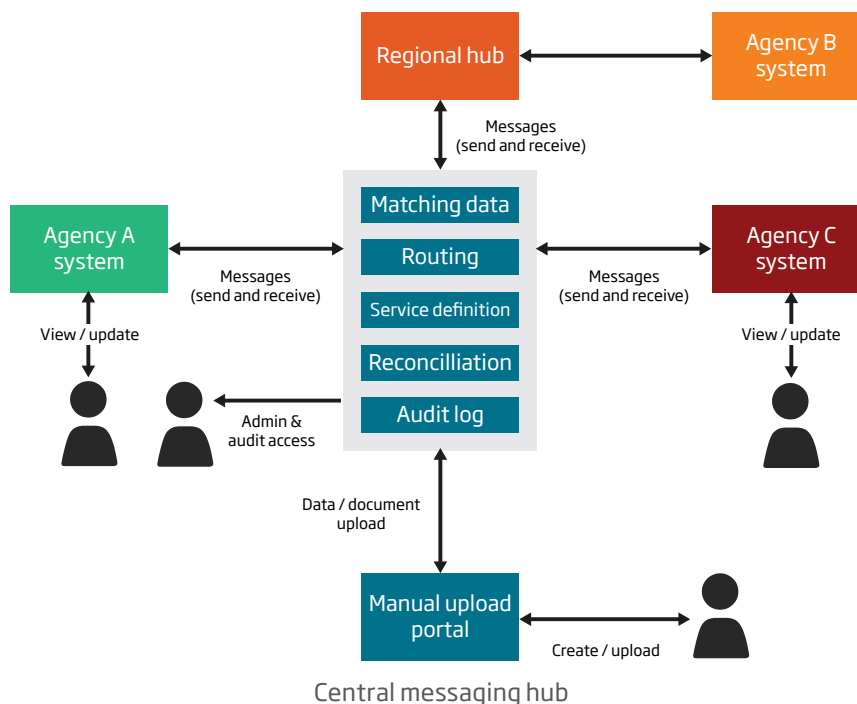 Regional hub
Agency B
system
Messages
(send and receive)
Matching data
Agency A
system
Routing
Agency C
system
Messages
(send and receive)
Messages
(send and receive)
Service definition
View / update
View / update
Reconcilliation
Audit log
Admin &
audit access
Data / document
upload
Manual upload
portal
Create / upload
Central messaging hub